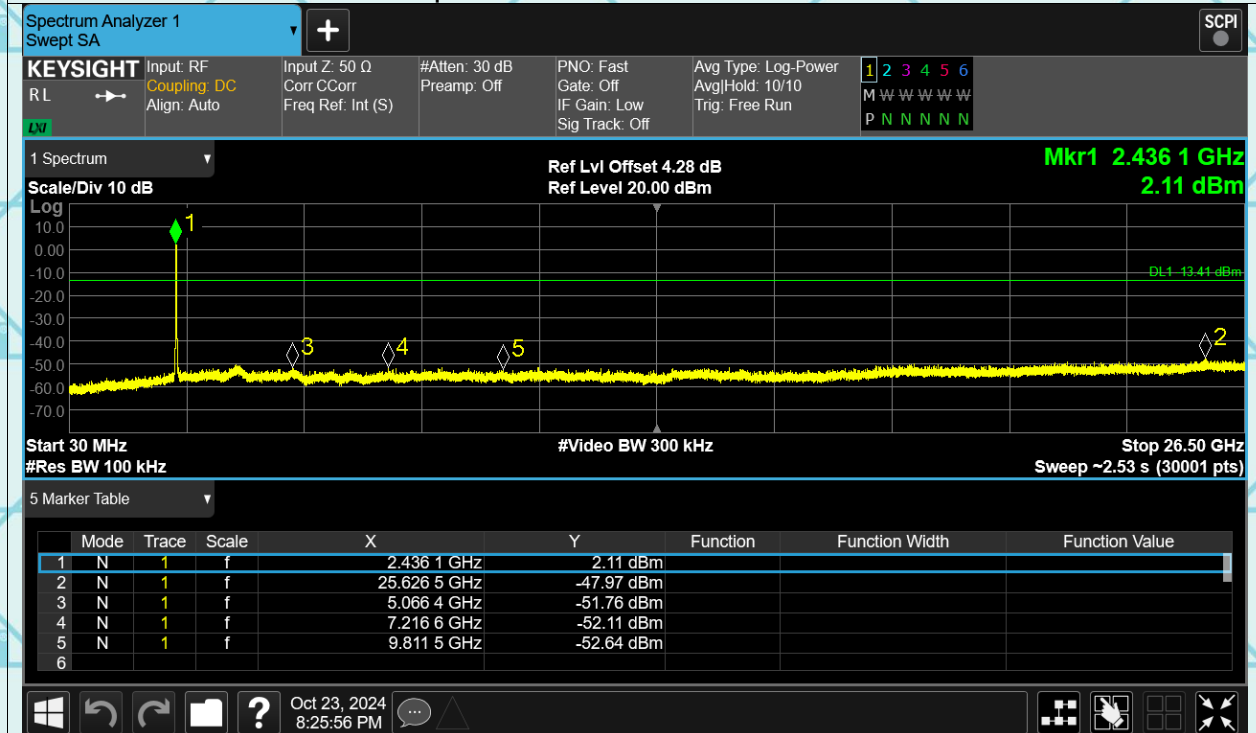 Spectrum Analyzer 1
Swept SA
+
SCPI
KEYSIGHT
R L
LXI
Input: RF
Coupling: DC
Align: Auto
Input Z: 50 Ω
Corr CCorr
Freq Ref: Int (S)
#Atten: 30 dB
Preamp: Off
PNO: Fast
Gate: Off
IF Gain: Low
Sig Track: Off
Avg Type: Log-Power
Avg|Hold: 10/10
Trig: Free Run
1 2 3 4 5 6
M W W W W W
P N N N N N
1 Spectrum
Scale/Div 10 dB
Ref Lvl Offset 4.28 dB
Ref Level 20.00 dBm
Mkr1 2.436 1 GHz
2.11 dBm
Log
10.0
0.00
-10.0
-20.0
-30.0
-40.0
-50.0
-60.0
-70.0
1
DL1 -13.41 dBm
3
4
5
2
Start 30 MHz
#Video BW 300 kHz
Stop 26.50 GHz
#Res BW 100 kHz
Sweep ~2.53 s (30001 pts)
5 Marker Table
Mode Trace Scale X Y Function Function Width Function Value
1 N 1 f 2.436 1 GHz 2.11 dBm
2 N 1 f 25.626 5 GHz -47.97 dBm
3 N 1 f 5.066 4 GHz -51.76 dBm
4 N 1 f 7.216 6 GHz -52.11 dBm
5 N 1 f 9.811 5 GHz -52.64 dBm
6
?
Oct 23, 2024
8:25:56 PM